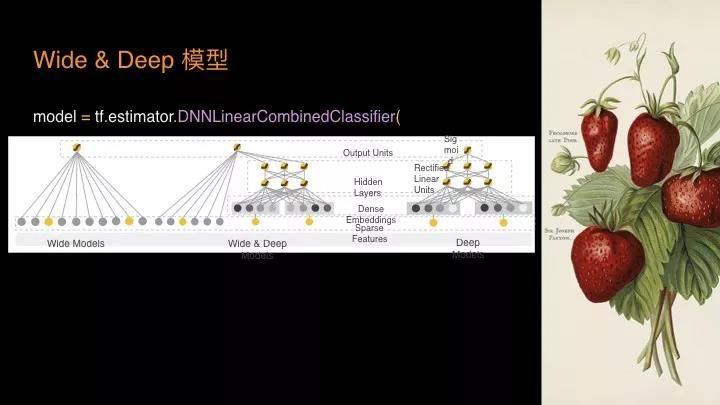 Wide & Deep 模型
model = tf.estimator.DNNLinearCombinedClassifier(
Sig
moi
d
Output Units
Rectified
Linear
Units
Hidden
Layers
Dense
Embeddings
Sparse
Features
Wide Models
Wide & Deep
Models
Deep
Models
Frogmore
late Pine.
Sir Joseph
Paxton.